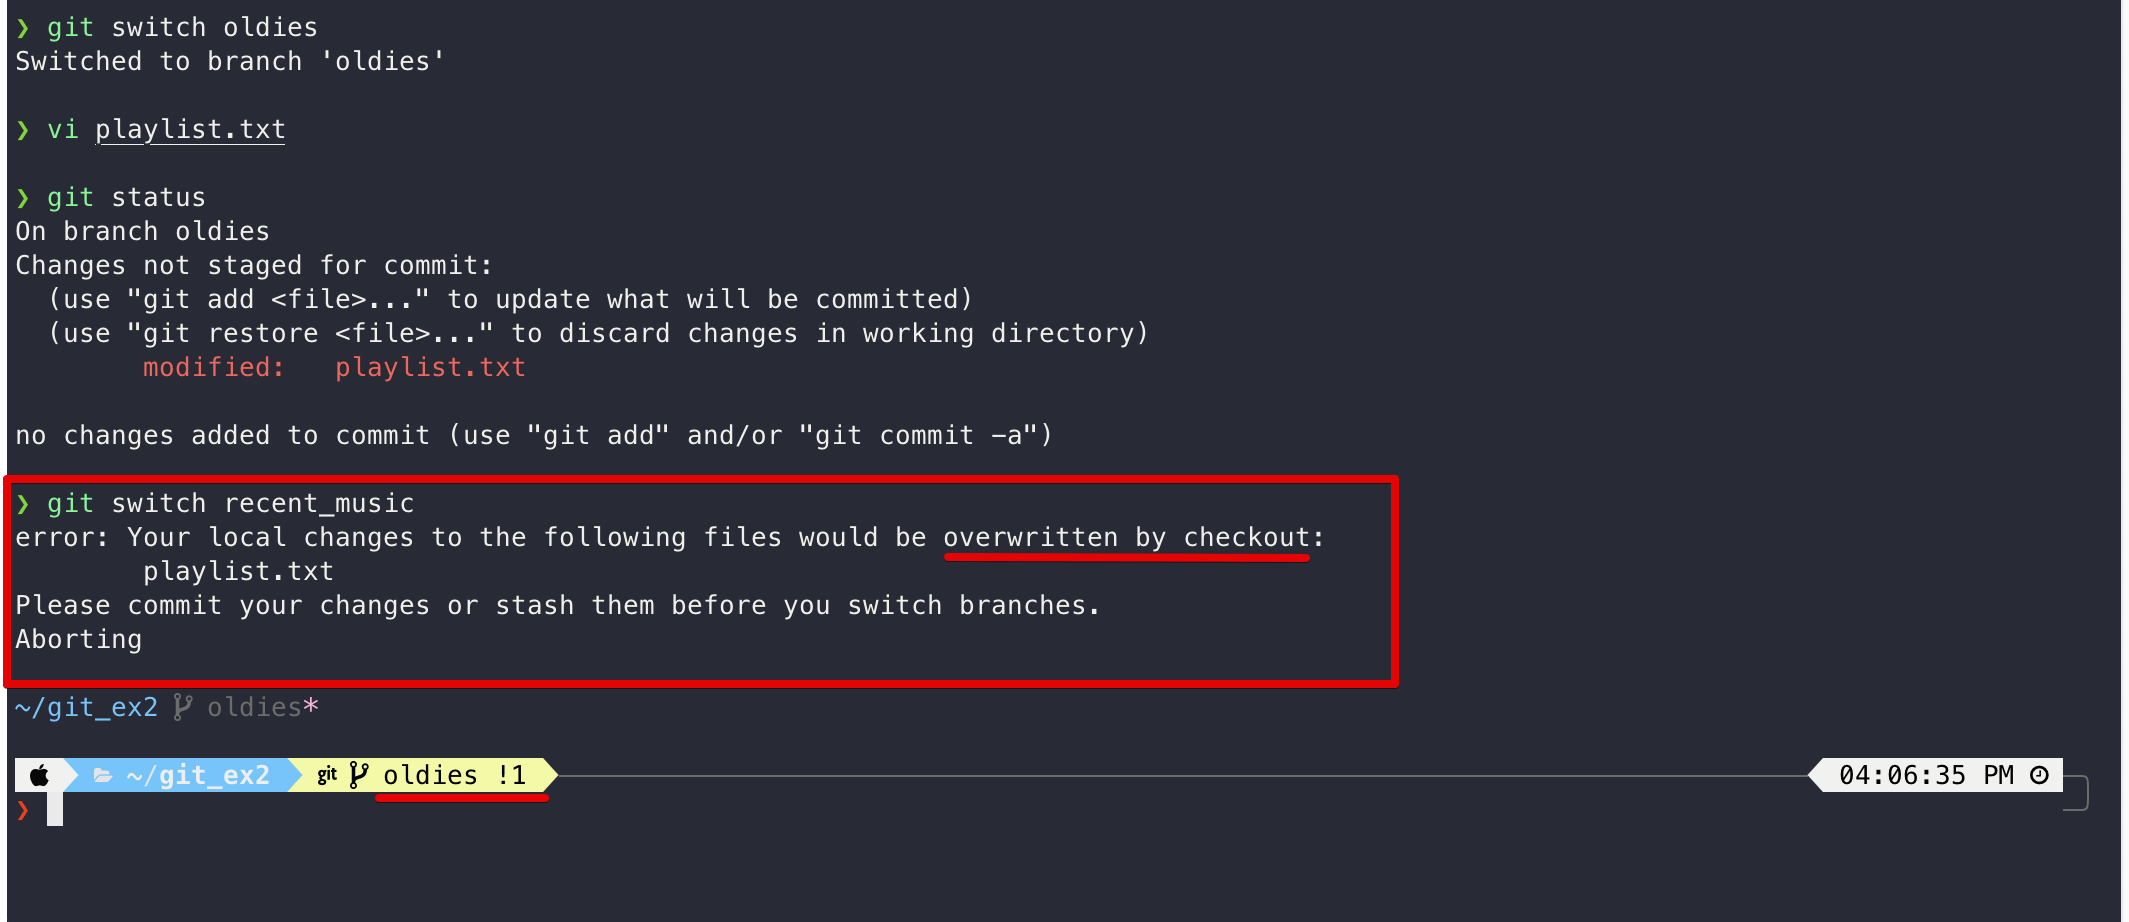 ❯ git switch oldies
Switched to branch 'oldies'
❯ vi playlist.txt
❯ git status
On branch oldies
Changes not staged for commit:
  (use "git add <file>..." to update what will be committed)
  (use "git restore <file>..." to discard changes in working directory)
        modified:   playlist.txt
no changes added to commit (use "git add" and/or "git commit -a")
❯ git switch recent_music
error: Your local changes to the following files would be overwritten by checkout:
        playlist.txt
Please commit your changes or stash them before you switch branches.
Aborting
~/git_ex2 oldies*
~/git_ex2 git oldies !1 04:06:35 PM
❯